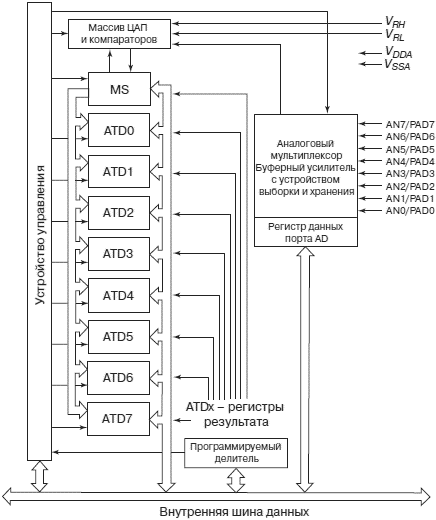 Массив ЦАП
и компараторов
V_RH
V_RL
V_DDA
V_SSA
MS
ATD0
ATD1
ATD2
ATD3
ATD4
ATD5
ATD6
ATD7
Устройство управления
Аналоговый
мультиплексор
Буферный усилитель
с устройством
выборки и хранения
Регистр данных
порта AD
AN7/PAD7
AN6/PAD6
AN5/PAD5
AN4/PAD4
AN3/PAD3
AN2/PAD2
AN1/PAD1
AN0/PAD0
ATDx – регистры
результата
Программируемый
делитель
Внутренняя шина данных